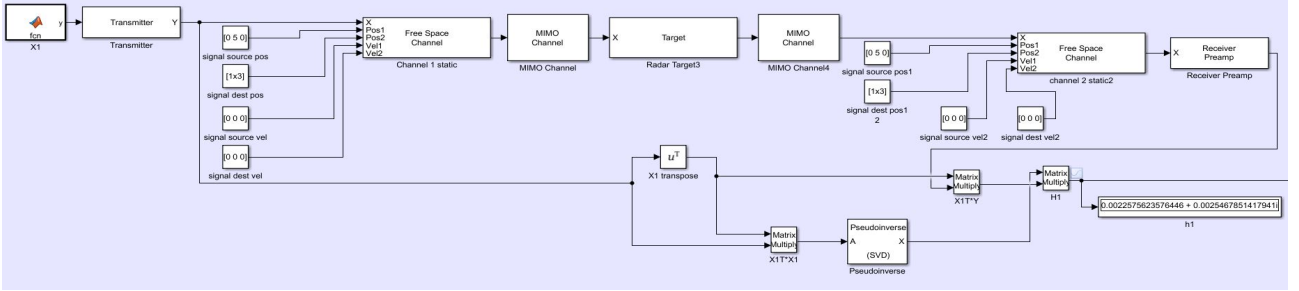 fcn
y
X1
Transmitter
Y
Transmitter
[0 5 0]
signal source pos
[1x3]
signal dest pos
[0 0 0]
signal source vel
[0 0 0]
signal dest vel
X
Pos1
Pos2
Vel1
Vel2
Free Space
Channel
Channel 1 static
MIMO
Channel
MIMO Channel
X
Target
Radar Target3
MIMO
Channel
MIMO Channel4
[0 5 0]
signal source pos1
[1x3]
signal dest pos1
2
[0 0 0]
signal source vel2
[0 0 0]
signal dest vel2
X
Pos1
Pos2
Vel1
Vel2
Free Space
Channel
channel 2 static2
X
Receiver
Preamp
Receiver Preamp
uT
X1 transpose
Matrix
Multiply
X1T*Y
Matrix
Multiply
H1
0.0022575623576446 + 0.0025467851417941i
h1
Matrix
Multiply
X1T*X1
Pseudoinverse
A
X
(SVD)
Pseudoinverse